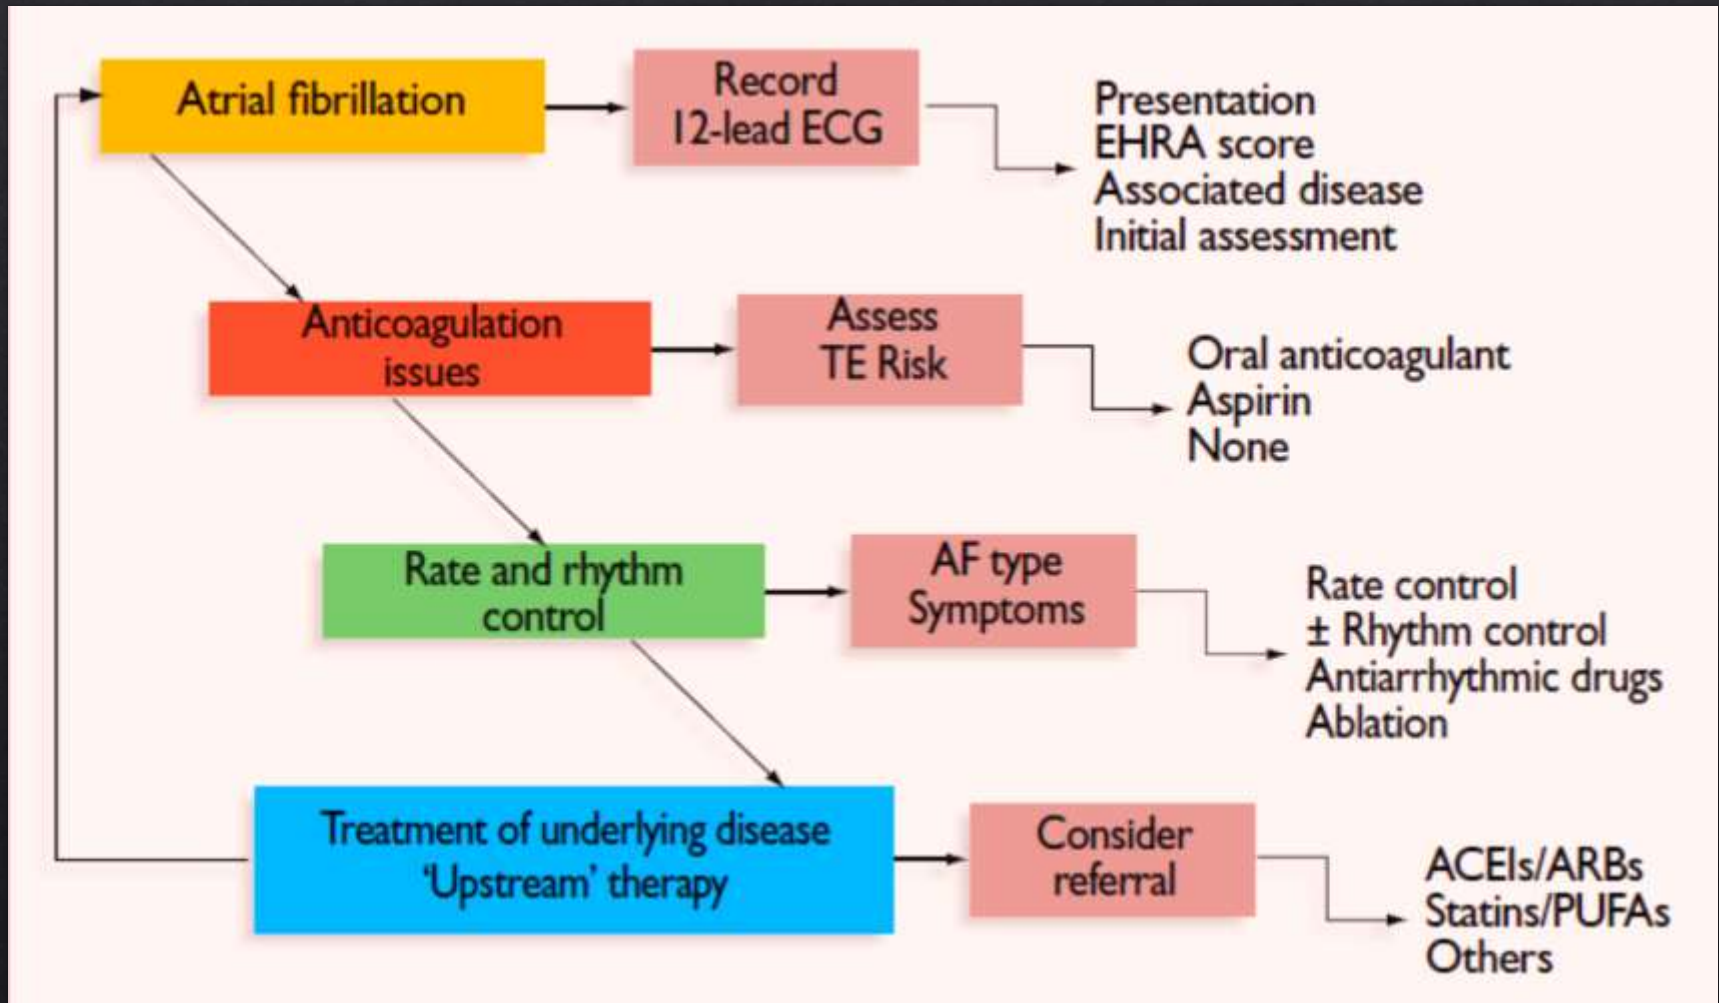 Atrial fibrillation
Record
12-lead ECG
Presentation
EHRA score
Associated disease
Initial assessment
Anticoagulation
issues
Assess
TE Risk
Oral anticoagulant
Aspirin
None
Rate and rhythm
control
AF type
Symptoms
Rate control
± Rhythm control
Antiarrhythmic drugs
Ablation
Treatment of underlying disease
‘Upstream’ therapy
Consider
referral
ACEIs/ARBs
Statins/PUFAs
Others